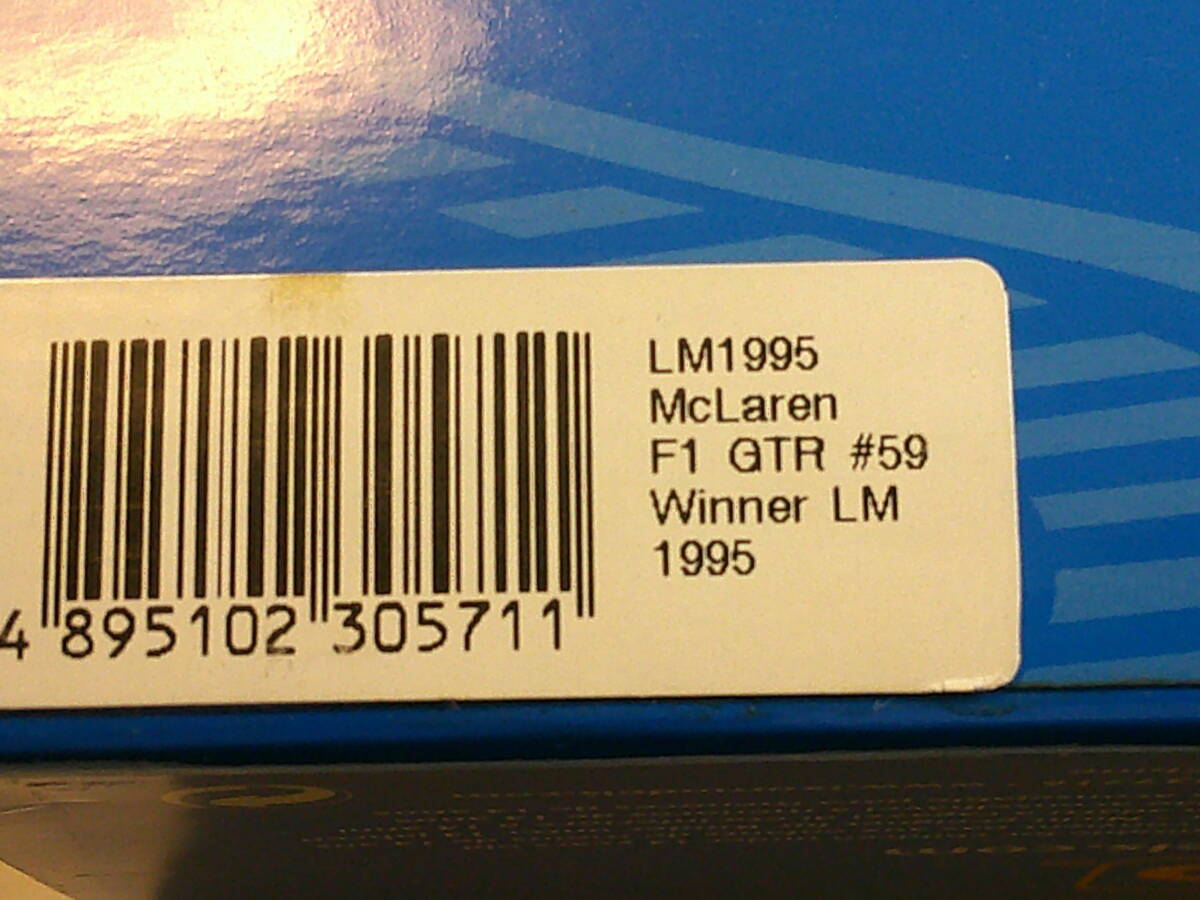 LM1995
McLaren
F1 GTR #59
Winner LM
1995
4 895102 305711